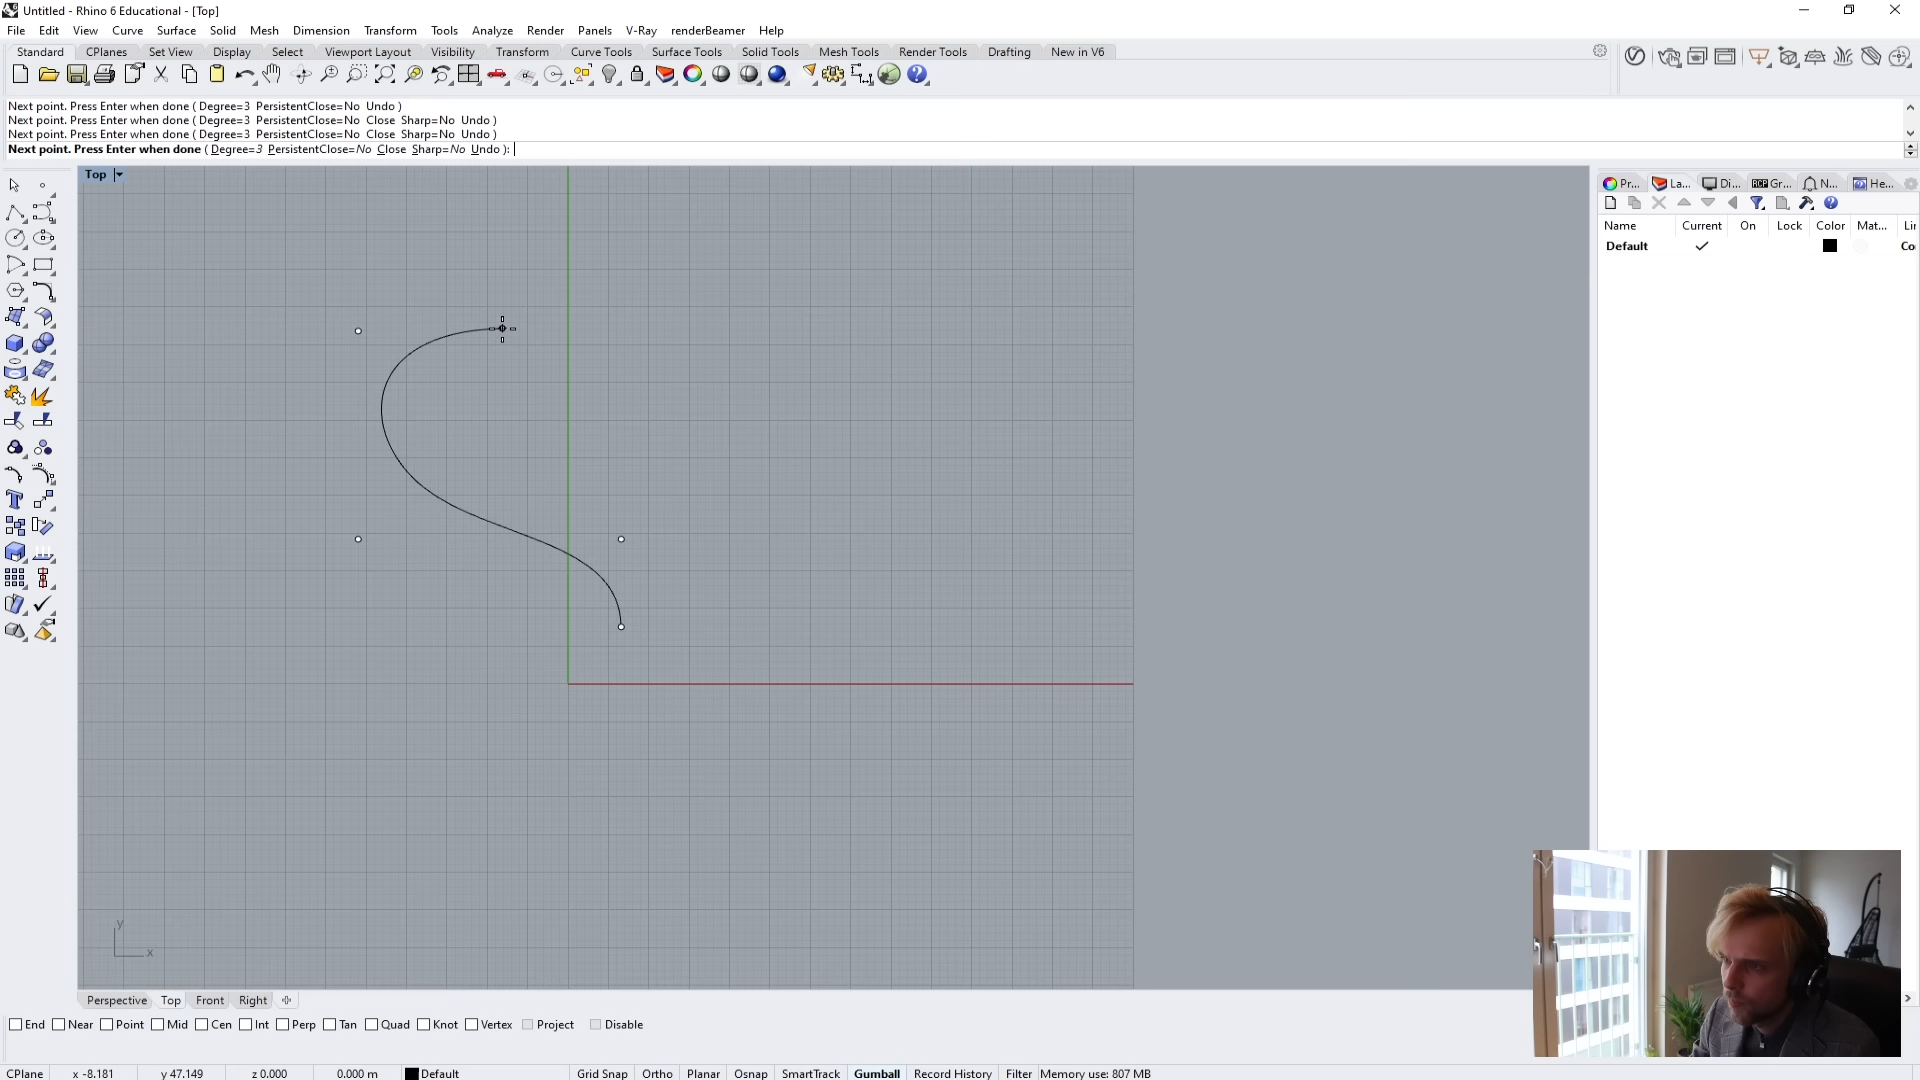 Untitled - Rhino 6 Educational - [Top]
File Edit View Curve Surface Solid Mesh Dimension Transform Tools Analyze Render Panels V-Ray renderBeamer Help
Standard CPlanes Set View Display Select Viewport Layout Visibility Transform Curve Tools Surface Tools Solid Tools Mesh Tools Render Tools Drafting New in V6
Next point. Press Enter when done ( Degree=3 PersistentClose=No Undo )
Next point. Press Enter when done ( Degree=3 PersistentClose=No Close Sharp=No Undo )
Next point. Press Enter when done ( Degree=3 PersistentClose=No Close Sharp=No Undo )
Next point. Press Enter when done ( Degree=3 PersistentClose=No Close Sharp=No Undo ):
Top
Pr... La... Di... Gr... N... He...
Name Current On Lock Color Mat... Lir
Default Co
y
x
Perspective Top Front Right
End Near Point Mid Cen Int Perp Tan Quad Knot Vertex Project Disable
CPlane x -8.181 y 47.149 z 0.000 0.000 m Default Grid Snap Ortho Planar Osnap SmartTrack Gumball Record History Filter Memory use: 807 MB